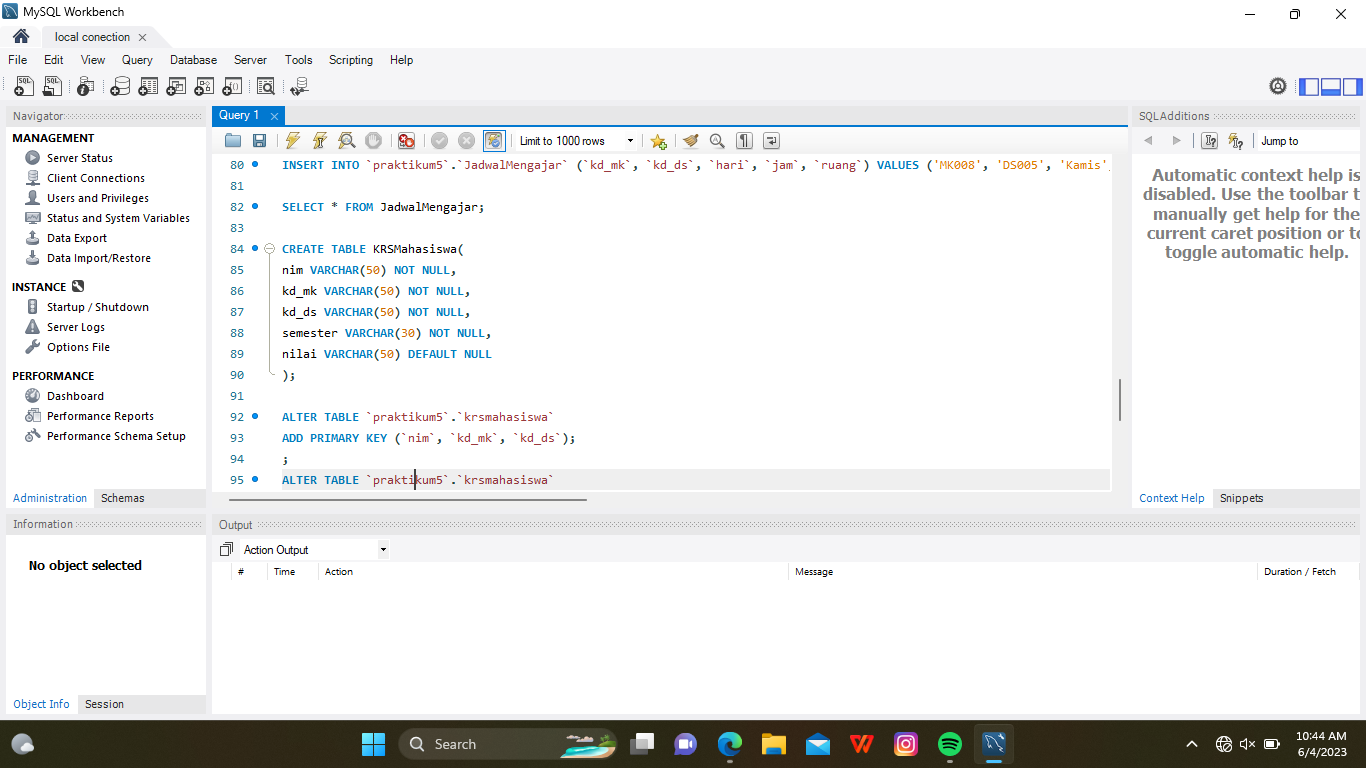 MySQL Workbench
local conection
File Edit View Query Database Server Tools Scripting Help
Navigator
MANAGEMENT
Server Status
Client Connections
Users and Privileges
Status and System Variables
Data Export
Data Import/Restore
INSTANCE
Startup / Shutdown
Server Logs
Options File
PERFORMANCE
Dashboard
Performance Reports
Performance Schema Setup
Administration Schemas
Information
No object selected
Object Info Session
Query 1
Limit to 1000 rows
80 INSERT INTO `praktikum5`.`JadwalMengajar` (`kd_mk`, `kd_ds`, `hari`, `jam`, `ruang`) VALUES ('MK008', 'DS005', 'Kamis',
81
82 SELECT * FROM JadwalMengajar;
83
84 CREATE TABLE KRSMahasiswa(
85 nim VARCHAR(50) NOT NULL,
86 kd_mk VARCHAR(50) NOT NULL,
87 kd_ds VARCHAR(50) NOT NULL,
88 semester VARCHAR(30) NOT NULL,
89 nilai VARCHAR(50) DEFAULT NULL
90 );
91
92 ALTER TABLE `praktikum5`.`krsmahasiswa`
93 ADD PRIMARY KEY (`nim`, `kd_mk`, `kd_ds`);
94 ;
95 ALTER TABLE `praktikum5`.`krsmahasiswa`
SQLAdditions
Jump to
Automatic context help is
disabled. Use the toolbar t
manually get help for the
current caret position or to
toggle automatic help.
Context Help Snippets
Output
Action Output
# Time Action Message Duration / Fetch
Search
10:44 AM
6/4/2023